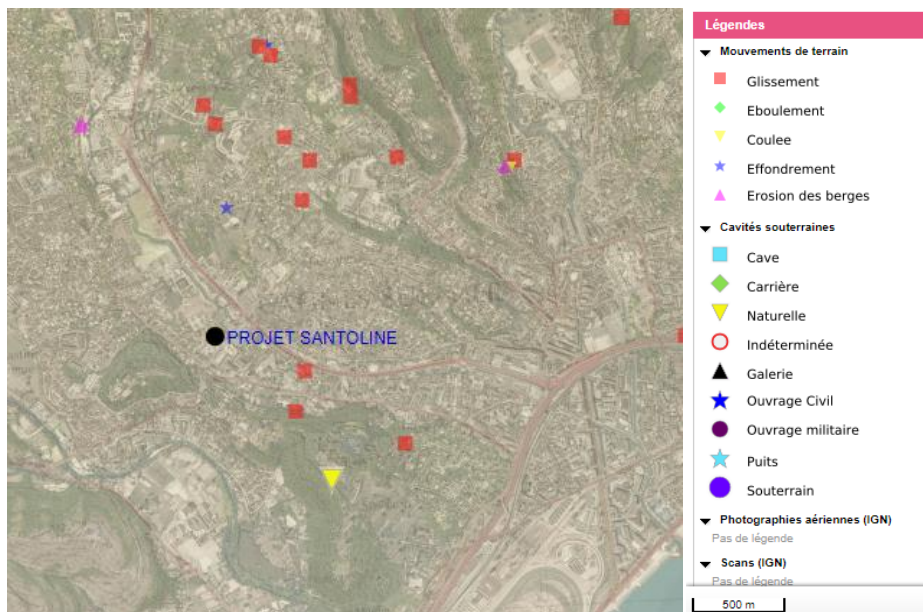 PROJET SANTOLINE
Légendes
Mouvements de terrain
Glissement
Eboulement
Coulee
Effondrement
Erosion des berges
Cavités souterraines
Cave
Carrière
Naturelle
Indéterminée
Galerie
Ouvrage Civil
Ouvrage militaire
Puits
Souterrain
Photographies aériennes (IGN)
Pas de légende
Scans (IGN)
Pas de légende
500 m